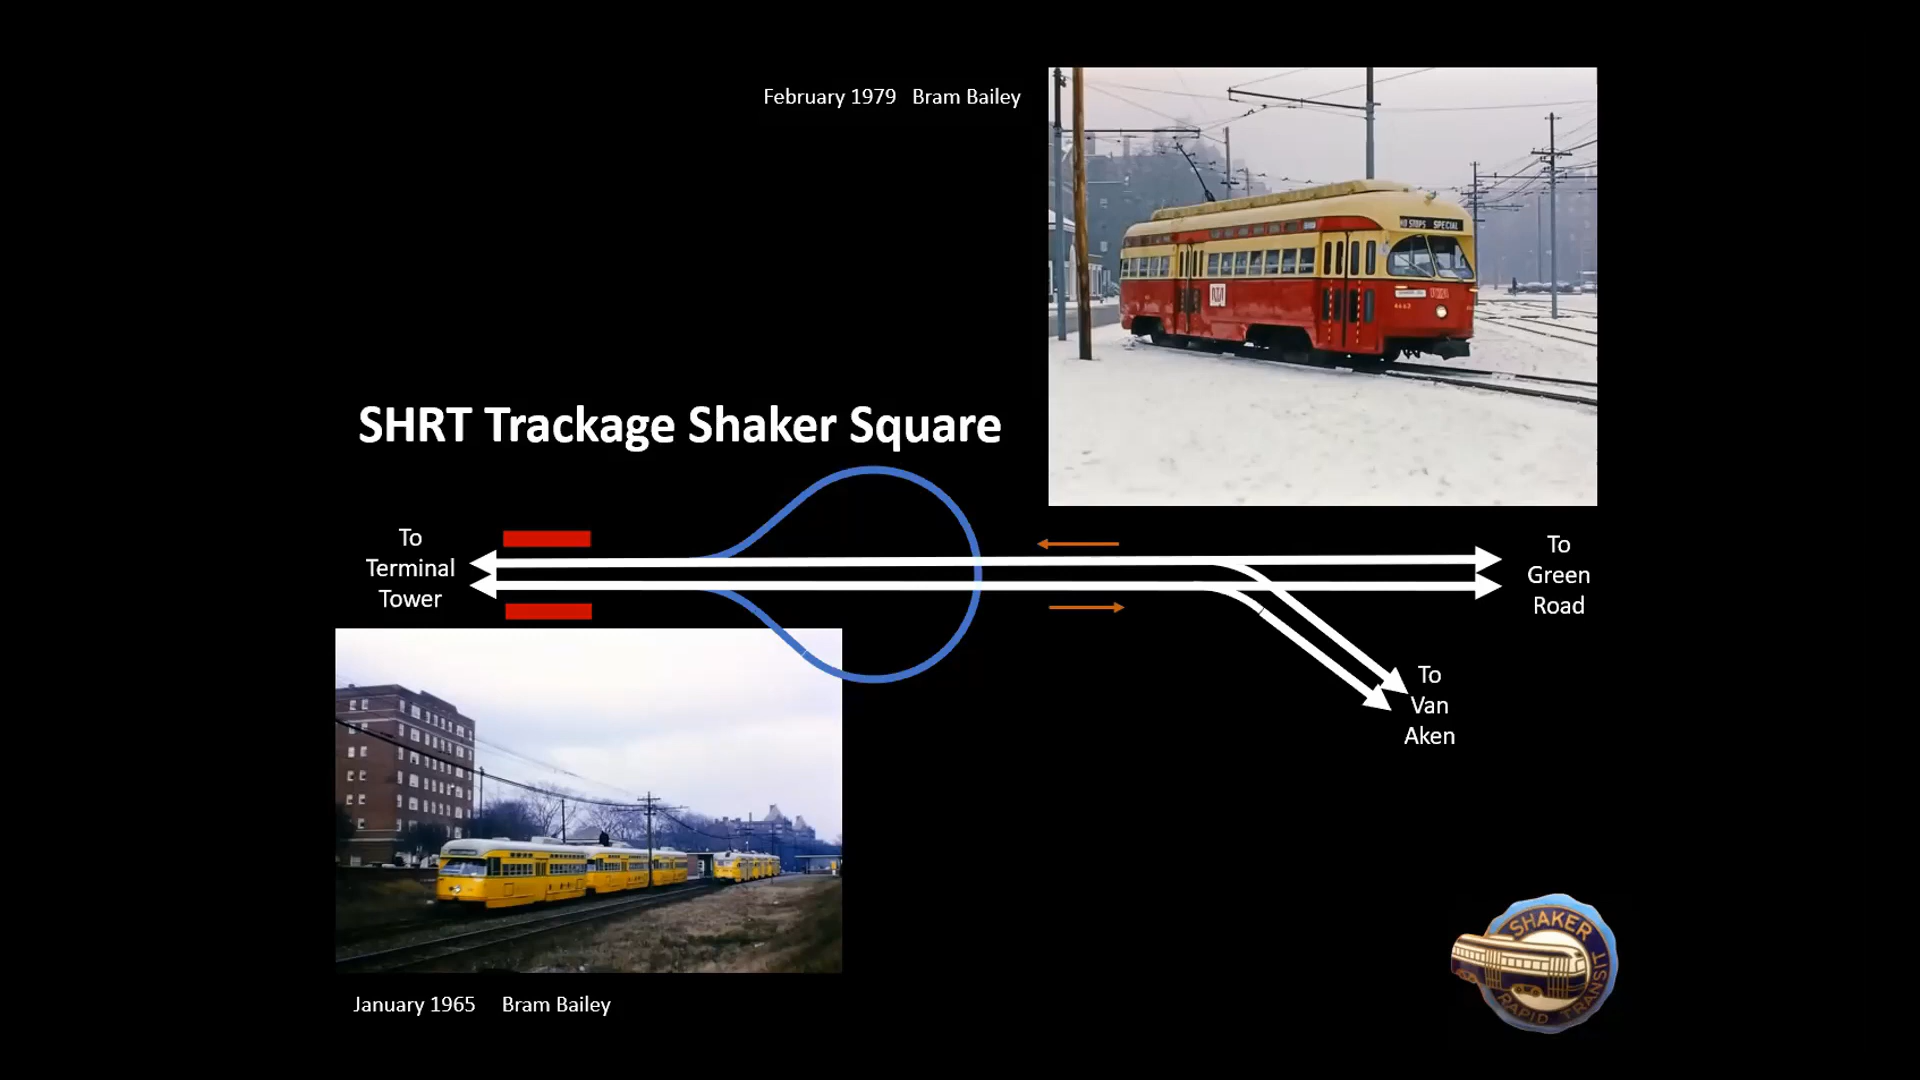 February 1979 Bram Bailey
SPECIAL
SHRT Trackage Shaker Square
To
Terminal
Tower
To
Green
Road
To
Van
Aken
January 1965 Bram Bailey
SHAKER
RAPID TRANSIT